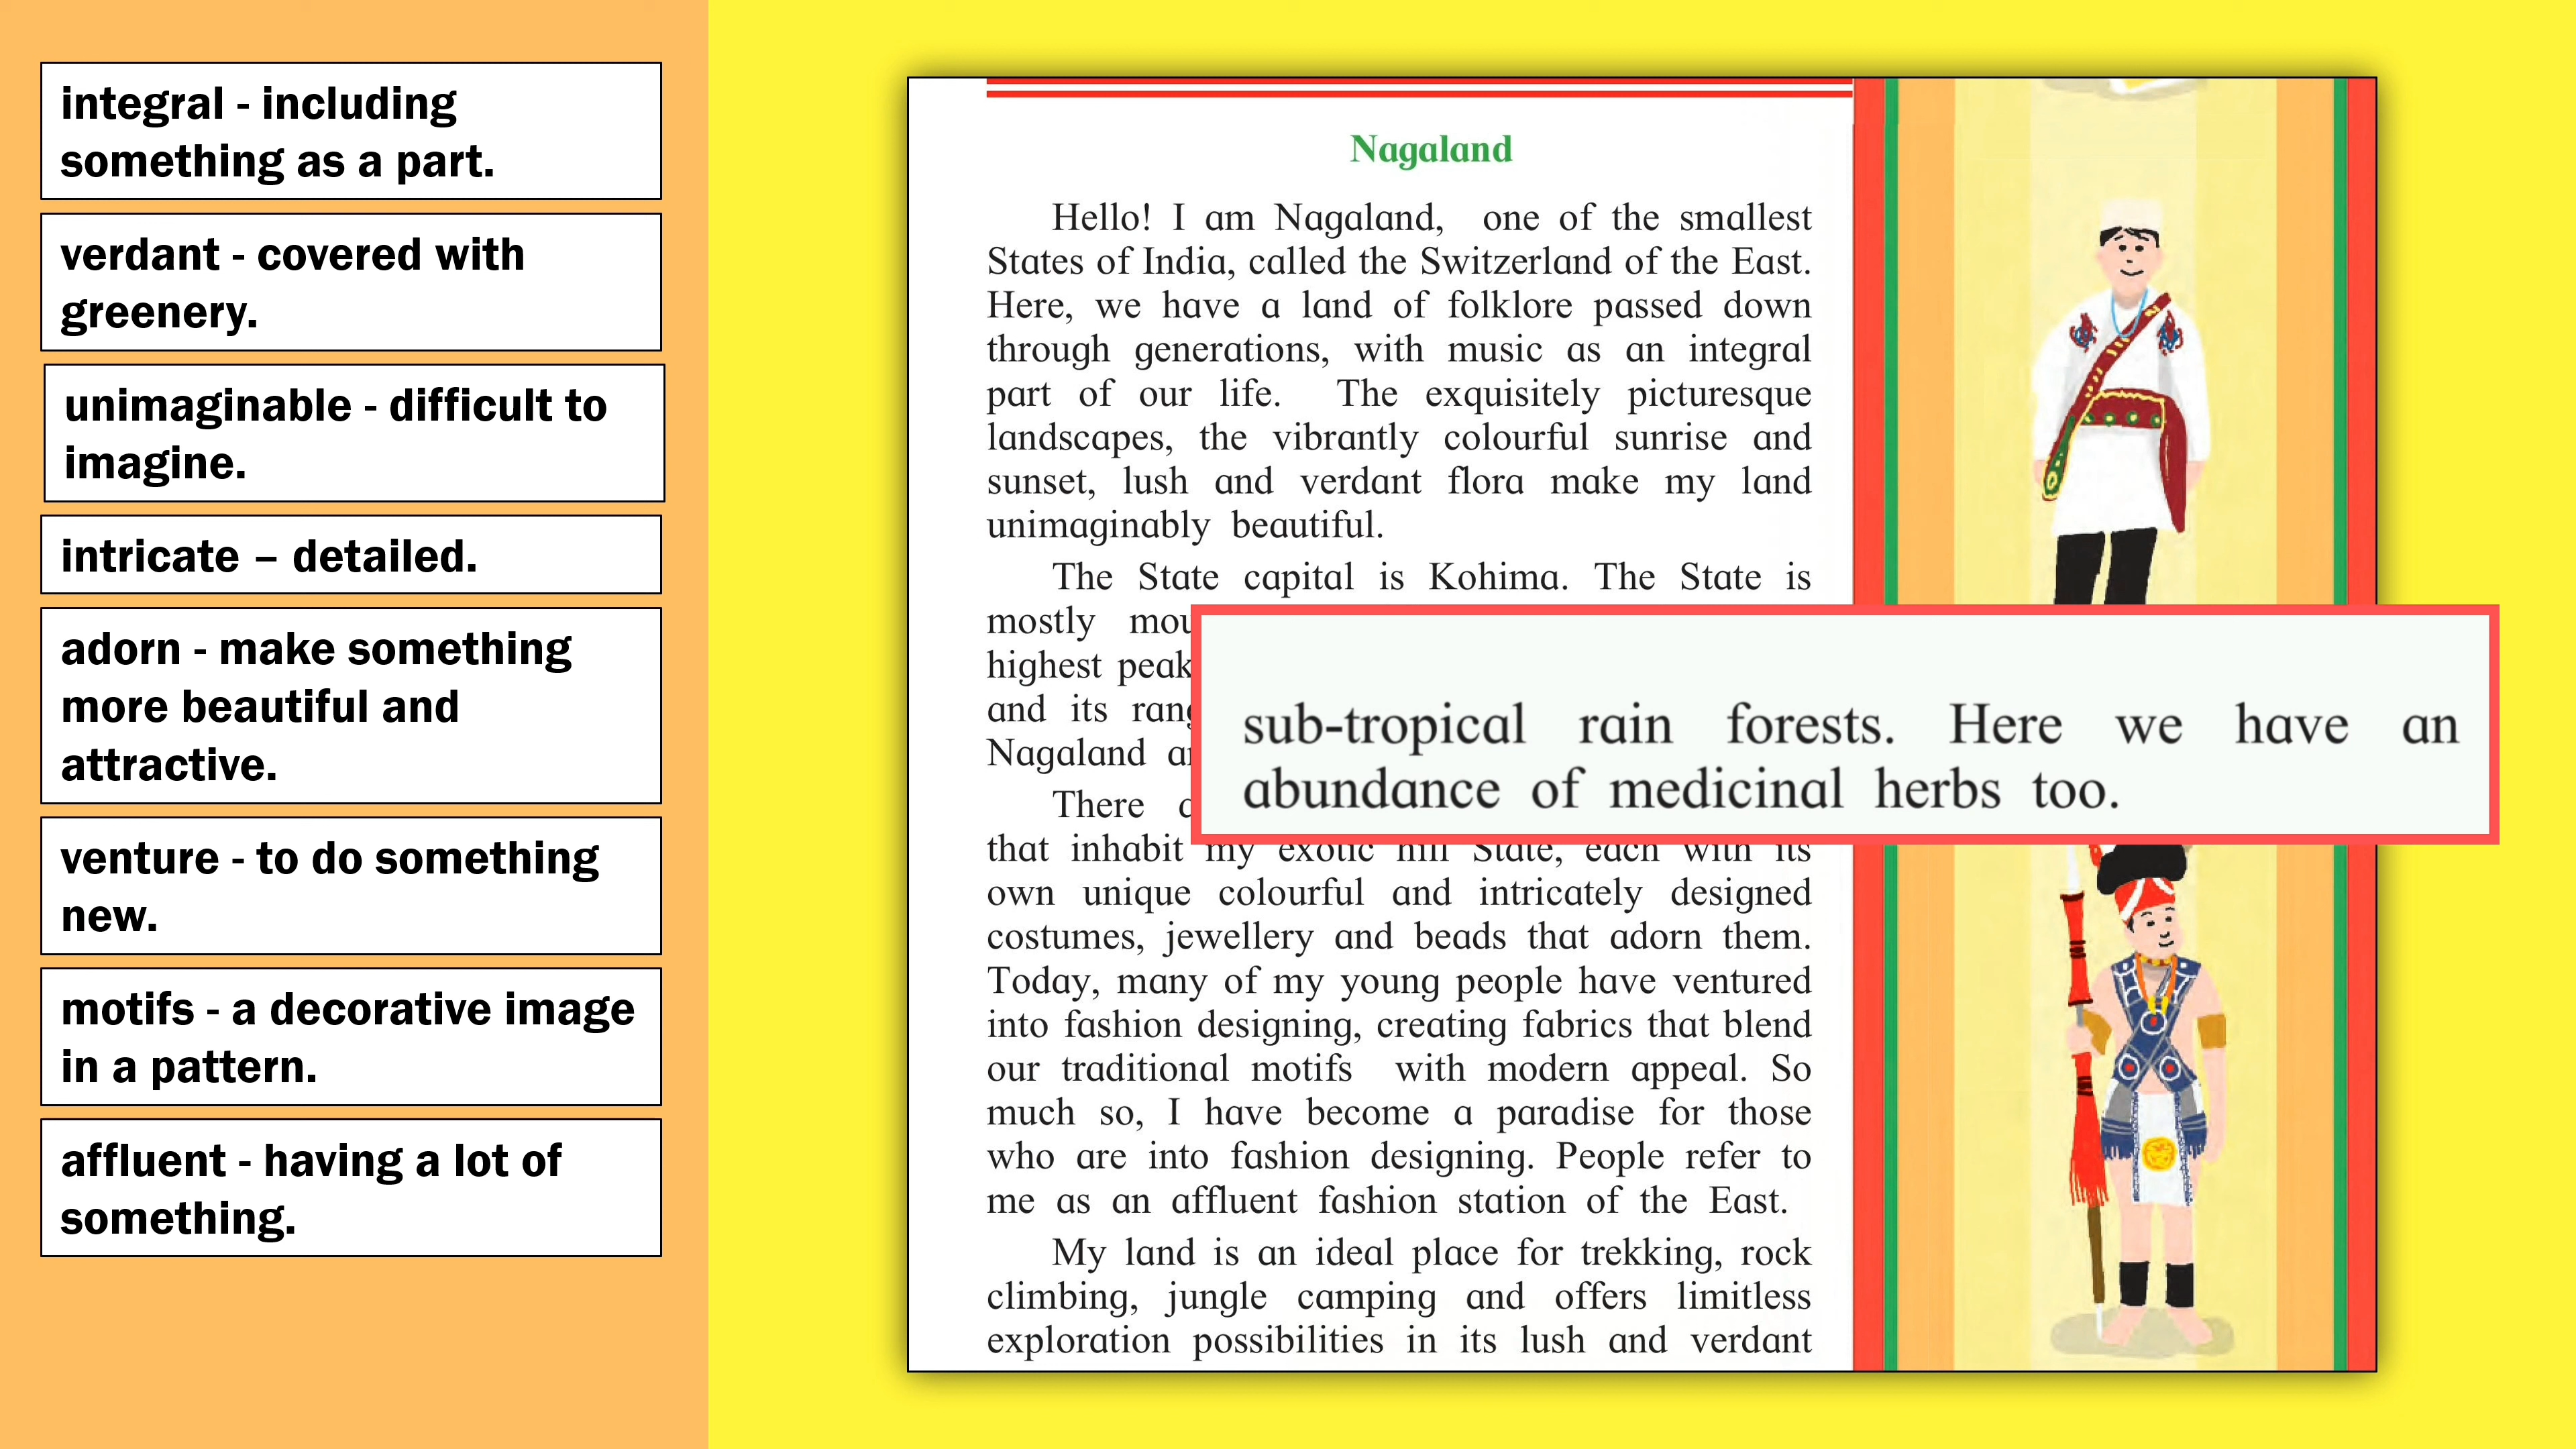 integral - including
something as a part.
verdant - covered with
greenery.
unimaginable - difficult to
imagine.
intricate – detailed.
adorn - make something
more beautiful and
attractive.
venture - to do something
new.
motifs - a decorative image
in a pattern.
affluent - having a lot of
something.
Nagaland
Hello! I am Nagaland, one of the smallest
States of India, called the Switzerland of the East.
Here, we have a land of folklore passed down
through generations, with music as an integral
part of our life. The exquisitely picturesque
landscapes, the vibrantly colourful sunrise and
sunset, lush and verdant flora make my land
unimaginably beautiful.
The State capital is Kohima. The State is
mostly
highest peak
and its
Nagaland
There
that inhabit my exotic hill State, each with its
own unique colourful and intricately designed
costumes, jewellery and beads that adorn them.
Today, many of my young people have ventured
into fashion designing, creating fabrics that blend
our traditional motifs with modern appeal. So
much so, I have become a paradise for those
who are into fashion designing. People refer to
me as an affluent fashion station of the East.
My land is an ideal place for trekking, rock
climbing, jungle camping and offers limitless
exploration possibilities in its lush and verdant
sub-tropical rain forests. Here we have an
abundance of medicinal herbs too.